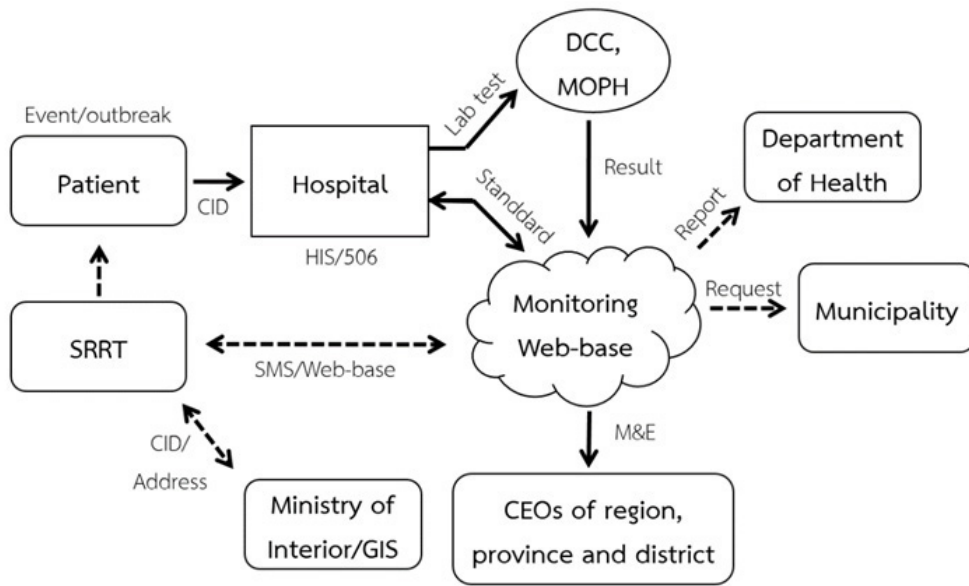 DCC,
MOPH
Event/outbreak
Patient
CID
Hospital
HIS/506
Lab test
Standdard
Result
Department
of Health
Report
Request
Municipality
Monitoring
Web-base
SRRT
SMS/Web-base
CID/
Address
Ministry of
Interior/GIS
M&E
CEOs of region,
province and district